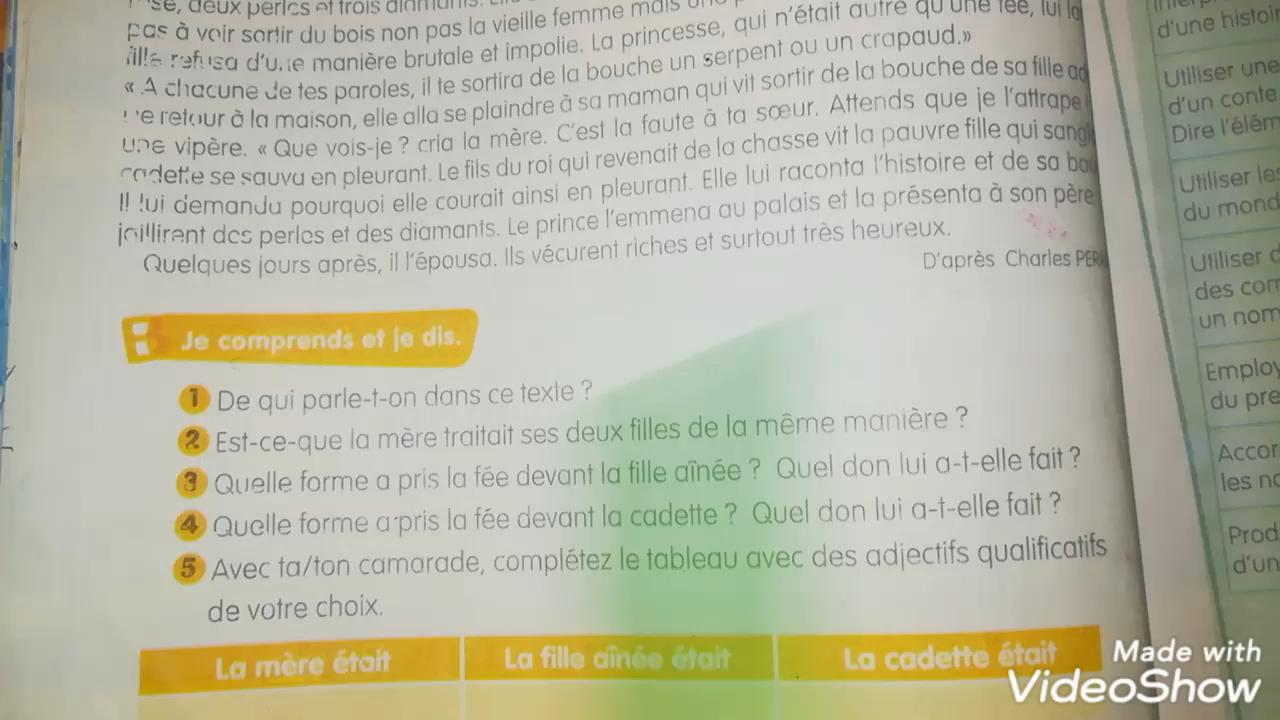 se, deux perles et trois diamants.
pas à voir sortir du bois non pas la vieille femme mais une
fille refusa d'une manière brutale et impolie. La princesse, qui n'était autre qu'une fée, lui
« A chacune de tes paroles, il te sortira de la bouche un serpent ou un crapaud.»
De retour à la maison, elle alla se plaindre à sa maman qui vit sortir de la bouche de sa fille
une vipère. « Que vois-je ? cria la mère. C'est la faute à ta sœur. Attends que je l'attrape
cadette se sauva en pleurant. Le fils du roi qui revenait de la chasse vit la pauvre fille qui
Il lui demanda pourquoi elle courait ainsi en pleurant. Elle lui raconta l'histoire et de sa
jaillirent des perles et des diamants. Le prince l'emmena au palais et la présenta à son père
Quelques jours après, il l'épousa. Ils vécurent riches et surtout très heureux.
D'après Charles
Je comprends et je dis.
1 De qui parle-t-on dans ce texte ?
2 Est-ce-que la mère traitait ses deux filles de la même manière ?
3 Quelle forme a pris la fée devant la fille aînée ? Quel don lui a-t-elle fait ?
4 Quelle forme a pris la fée devant la cadette ? Quel don lui a-t-elle fait ?
5 Avec ta/ton camarade, complétez le tableau avec des adjectifs qualificatifs
de votre choix.
La mère était La fille aînée était La cadette était
d'une
Utiliser une
d'un conte
Dire
Utiliser
du
Utiliser
des
un nom
du
les
d'un
Made with
VideoShow